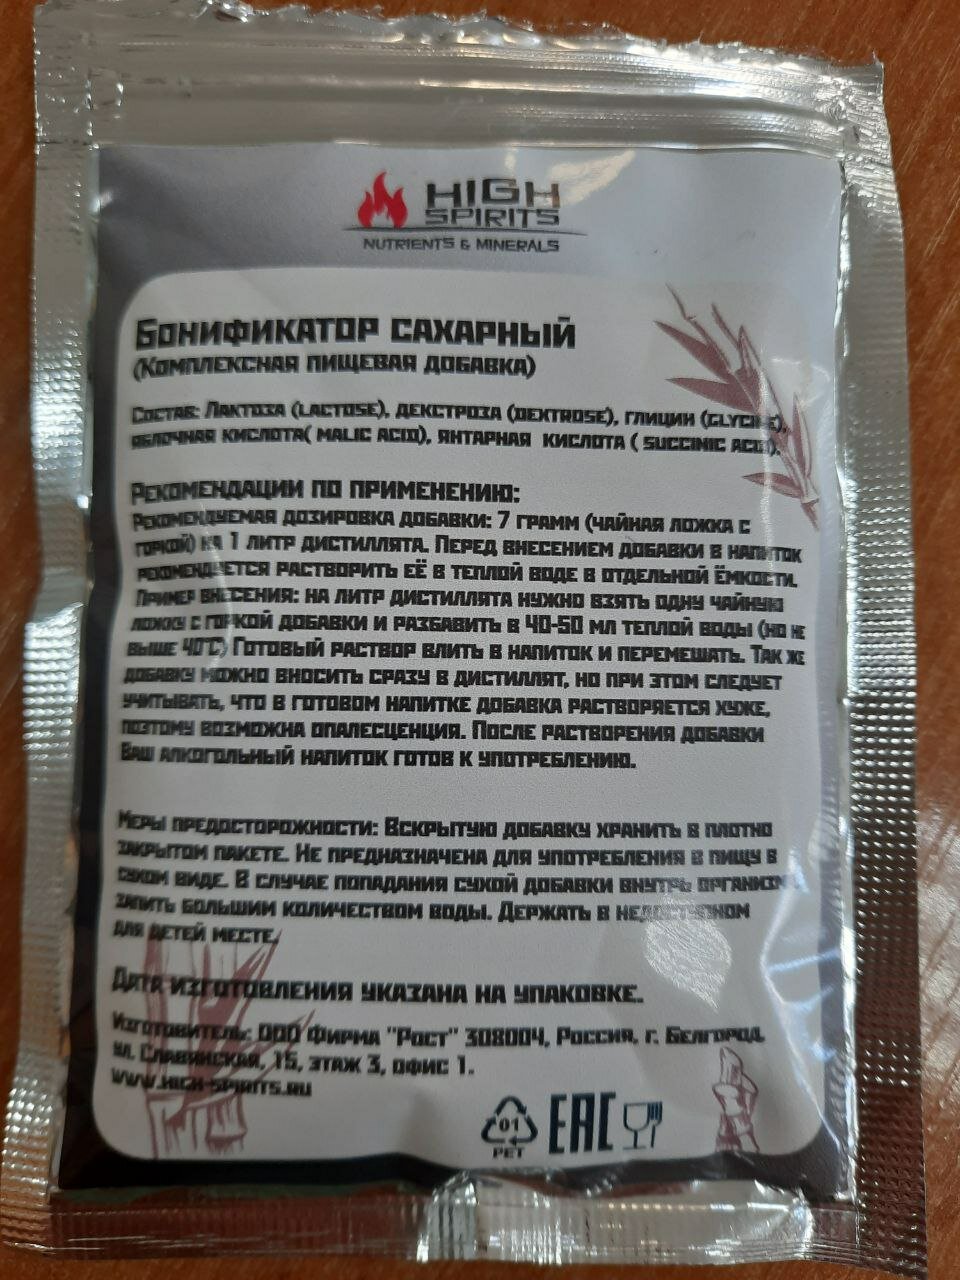 HIGH
SPIRITS
NUTRIENTS & MINERALS
Бонификатор сахарный
(Комплексная пищевая добавка)
Состав: Лактоза (lactose), декстроза (dextrose), глицин (glycine),
яблочная кислота( malic acid), янтарная кислота ( succinic acid).
Рекомендации по применению:
Рекомендуемая дозировка добавки: 7 грамм (чайная ложка с
горкой) на 1 литр дистиллята. Перед внесением добавки в напиток
рекомендуется растворить её в теплой воде в отдельной ёмкости.
Пример внесения: на литр дистиллята нужно взять одну чайную
ложку с горкой добавки и разбавить в 40-50 мл теплой воды (но не
выше 40°С) Готовый раствор влить в напиток и перемешать. Так же
добавку можно вносить сразу в дистиллят, но при этом следует
учитывать, что в готовом напитке добавка растворяется хуже,
поэтому возможна опалесценция. После растворения добавки
Ваш алкогольный напиток готов к употреблению.
Меры предосторожности: Вскрытую добавку хранить в плотно
закрытом пакете. Не предназначена для употребления в пищу в
сухом виде. В случае попадания сухой добавки внутрь организма
запить большим количеством воды. Держать в недоступном
для детей месте.
Дата изготовления указана на упаковке.
Изготовитель: ООО Фирма "Рост" 308004, Россия, г. Белгород,
ул. Славянская, 15, этаж 3, офис 1.
www.high-spirits.ru
01
PET
EAC